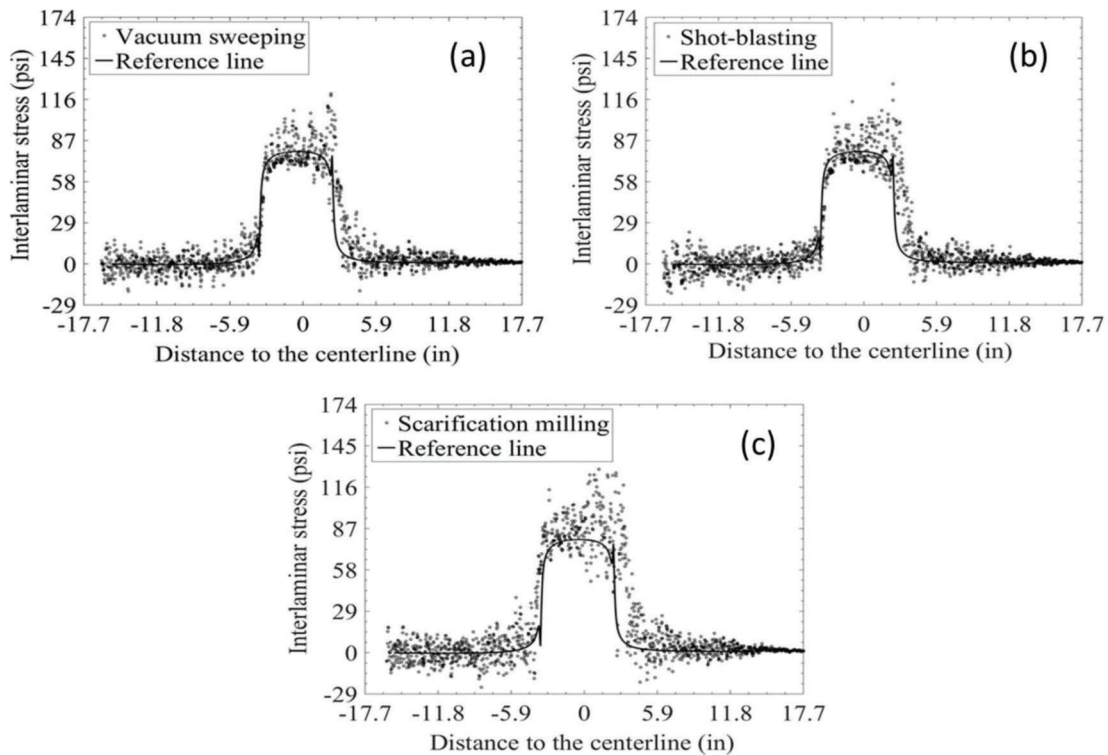 174
145
116
87
58
29
0
-29
Interlaminar stress (psi)
Vacuum sweeping
Reference line
(a)
-17.7 -11.8 -5.9 0 5.9 11.8 17.7
Distance to the centerline (in)
174
145
116
87
58
29
0
-29
Interlaminar stress (psi)
Shot-blasting
Reference line
(b)
-17.7 -11.8 -5.9 0 5.9 11.8 17.7
Distance to the centerline (in)
174
145
116
87
58
29
0
-29
Interlaminar stress (psi)
Scarification milling
Reference line
(c)
-17.7 -11.8 -5.9 0 5.9 11.8 17.7
Distance to the centerline (in)